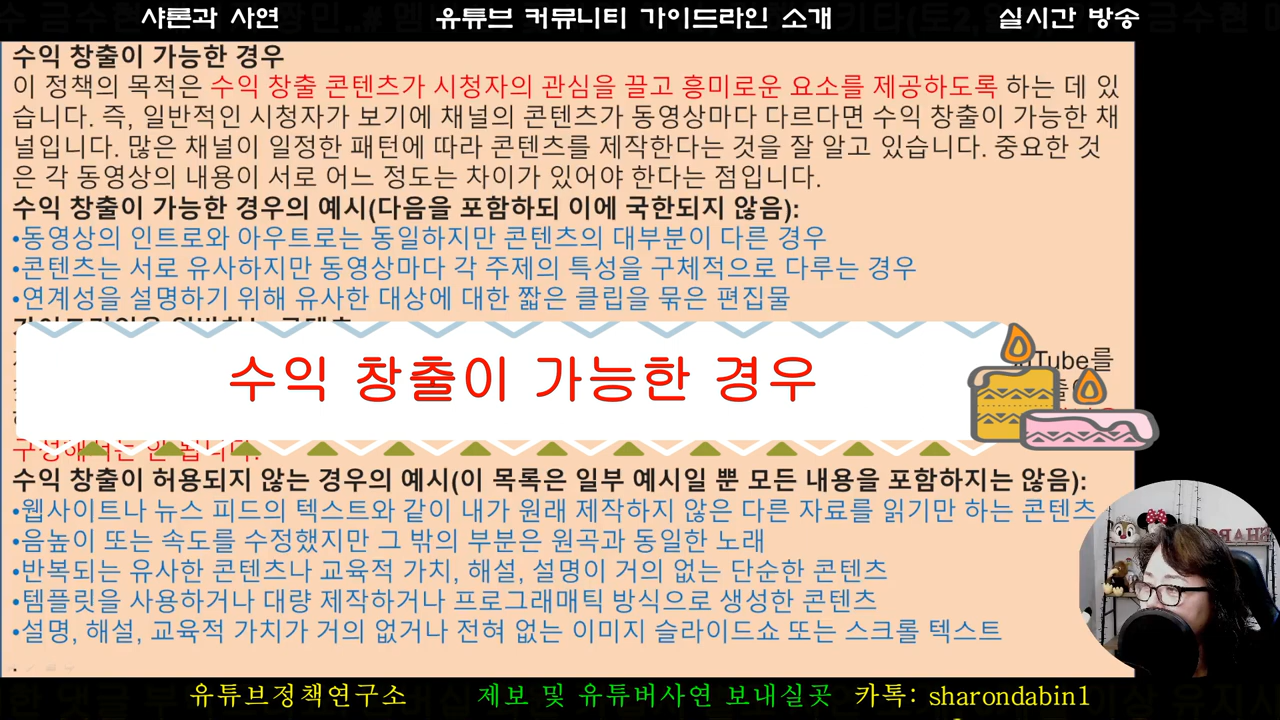 샤론과 사연 유튜브 커뮤니티 가이드라인 소개 실시간 방송
수익 창출이 가능한 경우
이 정책의 목적은 수익 창출 콘텐츠가 시청자의 관심을 끌고 흥미로운 요소를 제공하도록 하는 데 있
습니다. 즉, 일반적인 시청자가 보기에 채널의 콘텐츠가 동영상마다 다르다면 수익 창출이 가능한 채
널입니다. 많은 채널이 일정한 패턴에 따라 콘텐츠를 제작한다는 것을 잘 알고 있습니다. 중요한 것
은 각 동영상의 내용이 서로 어느 정도는 차이가 있어야 한다는 점입니다.
수익 창출이 가능한 경우의 예시(다음을 포함하되 이에 국한되지 않음):
•동영상의 인트로와 아우트로는 동일하지만 콘텐츠의 대부분이 다른 경우
•콘텐츠는 서로 유사하지만 동영상마다 각 주제의 특성을 구체적으로 다루는 경우
•연계성을 설명하기 위해 유사한 대상에 대한 짧은 클립을 묶은 편집물
수익 창출이 가능한 경우
수익 창출이 허용되지 않는 경우의 예시(이 목록은 일부 예시일 뿐 모든 내용을 포함하지는 않음):
•웹사이트나 뉴스 피드의 텍스트와 같이 내가 원래 제작하지 않은 다른 자료를 읽기만 하는 콘텐츠
•음높이 또는 속도를 수정했지만 그 밖의 부분은 원곡과 동일한 노래
•반복되는 유사한 콘텐츠나 교육적 가치, 해설, 설명이 거의 없는 단순한 콘텐츠
•템플릿을 사용하거나 대량 제작하거나 프로그래매틱 방식으로 생성한 콘텐츠
•설명, 해설, 교육적 가치가 거의 없거나 전혀 없는 이미지 슬라이드쇼 또는 스크롤 텍스트
유튜브정책연구소 제보 및 유튜버사연 보내실곳 카톡: sharondabin1